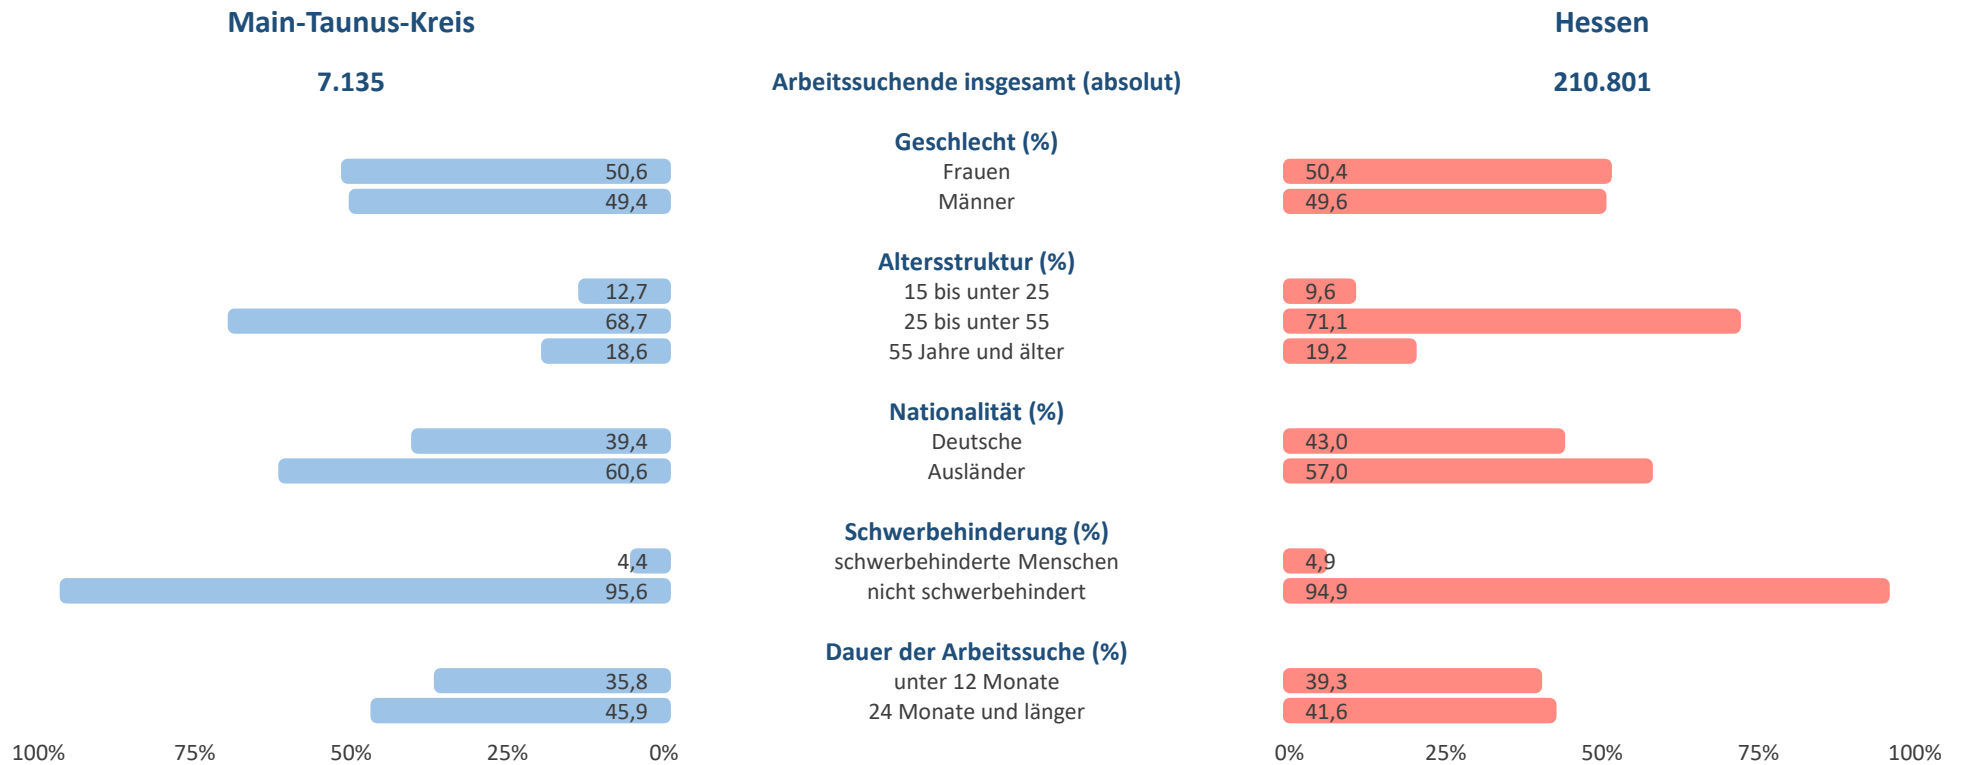 Main-Taunus-Kreis Hessen
7.135 Arbeitssuchende insgesamt (absolut) 210.801
Geschlecht (%)
50,6 Frauen 50,4
49,4 Männer 49,6
Altersstruktur (%)
12,7 15 bis unter 25 9,6
68,7 25 bis unter 55 71,1
18,6 55 Jahre und älter 19,2
Nationalität (%)
39,4 Deutsche 43,0
60,6 Ausländer 57,0
Schwerbehinderung (%)
4,4 schwerbehinderte Menschen 4,9
95,6 nicht schwerbehindert 94,9
Dauer der Arbeitssuche (%)
35,8 unter 12 Monate 39,3
45,9 24 Monate und länger 41,6
100% 75% 50% 25% 0% 0% 25% 50% 75% 100%